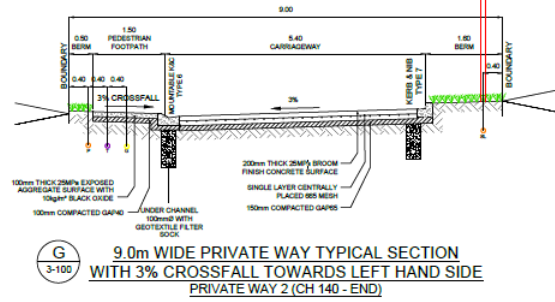 9.00
0.50
BERM
1.50
PEDESTRIAN
FOOTPATH
5.40
CARRIAGEWAY
1.60
BERM
BOUNDARY
0.40
0.40
0.40
MOUNTABLE K&C
TYPE 6
KERB & NIB
TYPE 7
0.40
BOUNDARY
3% CROSSFALL
3%
200mm THICK 25MPa BROOM
FINISH CONCRETE SURFACE
SINGLE LAYER CENTRALLY
PLACED 665 MESH
150mm COMPACTED GAP65
100mm THICK 25MPa EXPOSED
AGGREGATE SURFACE WITH
10kg/m³ BLACK OXIDE
100mm COMPACTED GAP40
UNDER CHANNEL
100mmØ WITH
GEOTEXTILE FILTER
SOCK
G
3-100
9.0m WIDE PRIVATE WAY TYPICAL SECTION
WITH 3% CROSSFALL TOWARDS LEFT HAND SIDE
PRIVATE WAY 2 (CH 140 - END)